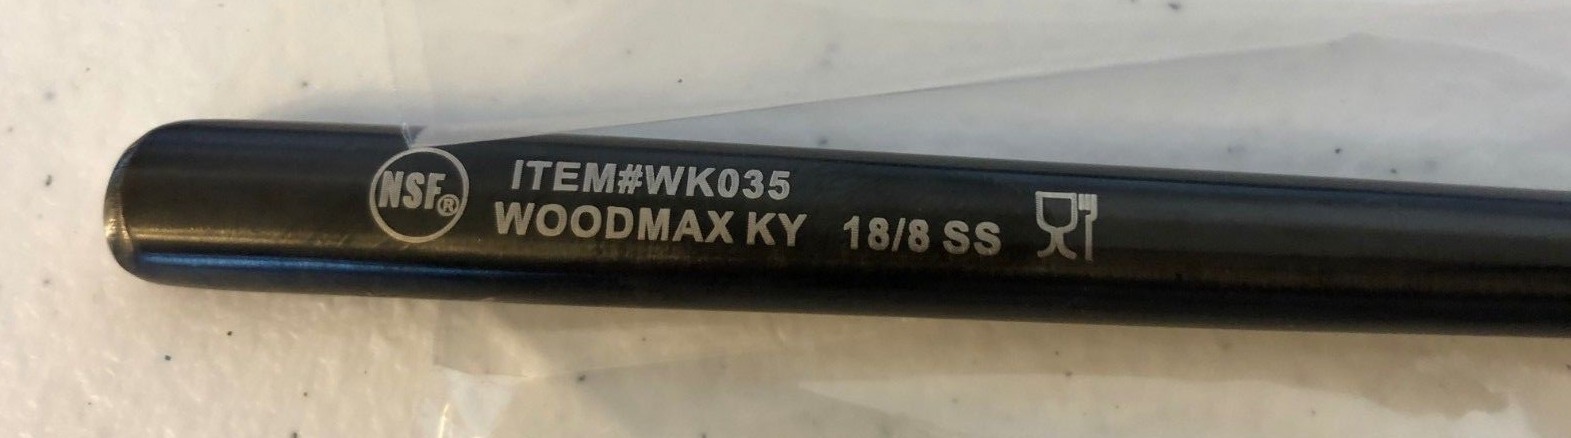 NSF®
ITEM#WK035
WOODMAX KY 18/8 SS